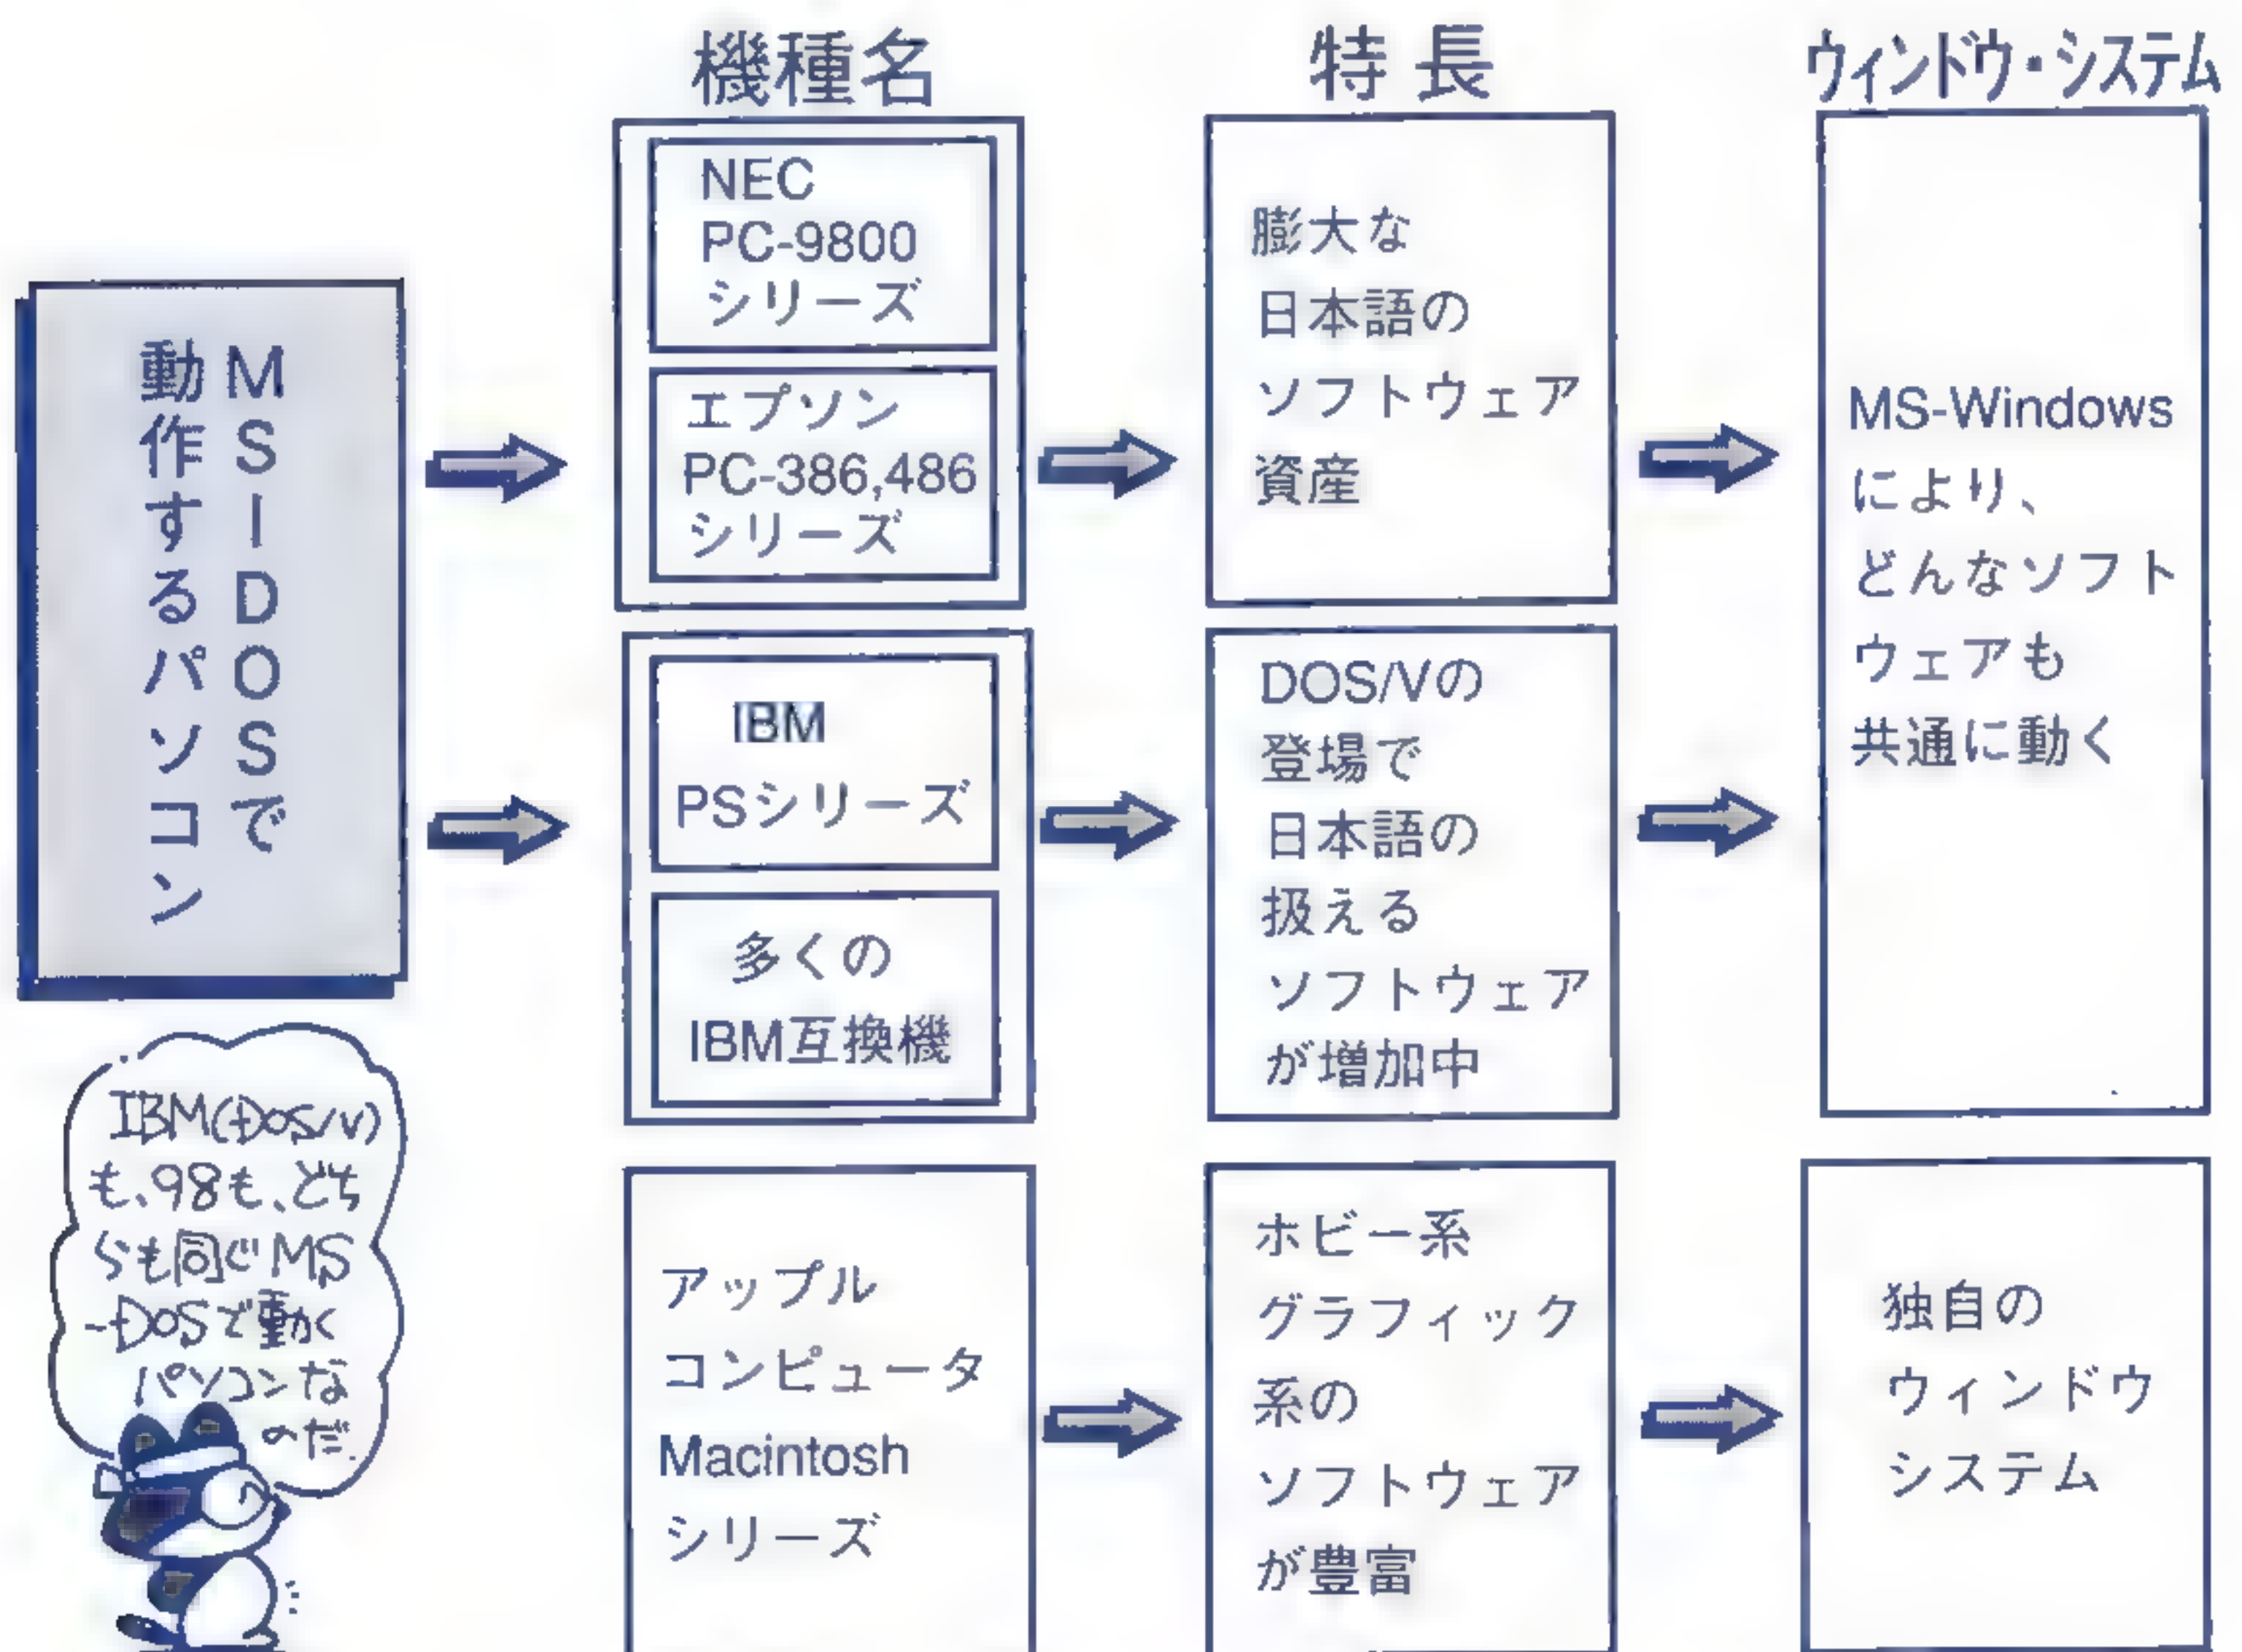 機種名
特長
ウィンドウ・システム
MS-DOSで
動作するパソコン
NEC
PC-9800
シリーズ
エプソン
PC-386,486
シリーズ
膨大な
日本語の
ソフトウェア
資産
MS-Windows
により、
どんなソフト
ウェアも
共通に動く
IBM
PSシリーズ
多くの
IBM互換機
DOS/Vの
登場で
日本語の
扱える
ソフトウェア
が増加中
アップル
コンピュータ
Macintosh
シリーズ
ホビー系
グラフィック
系の
ソフトウェア
が豊富
独自の
ウィンドウ
システム
IBM(DOS/V)
も、98も、どち
らも同じMS
-DOSで動く
パソコンな
のだ.